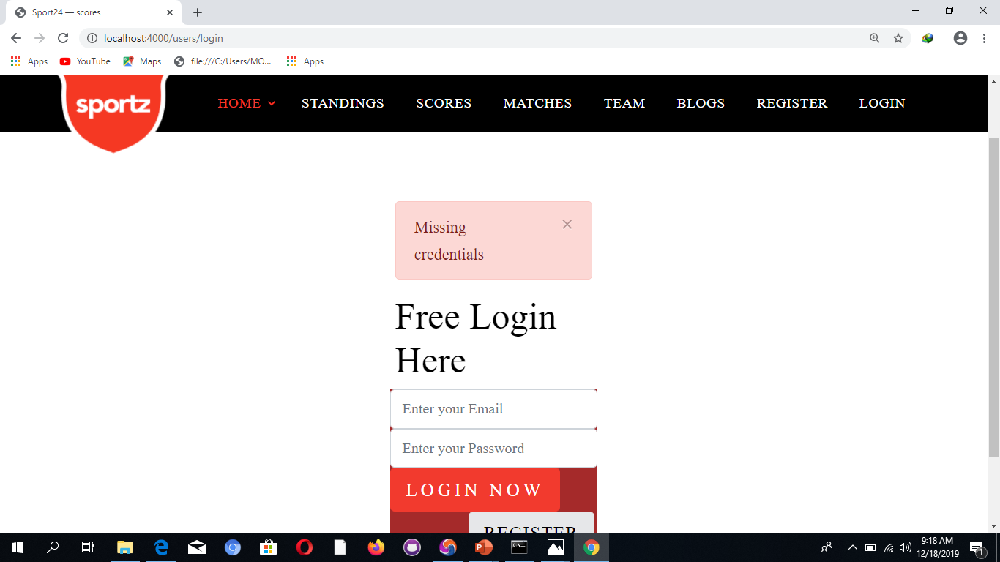 Sport24 — scores
localhost:4000/users/login
Apps YouTube Maps file:///C:/Users/MO... Apps
sportz HOME STANDINGS SCORES MATCHES TEAM BLOGS REGISTER LOGIN
Missing
credentials
Free Login
Here
Enter your Email
Enter your Password
LOGIN NOW
REGISTER
9:18 AM
12/18/2019
1